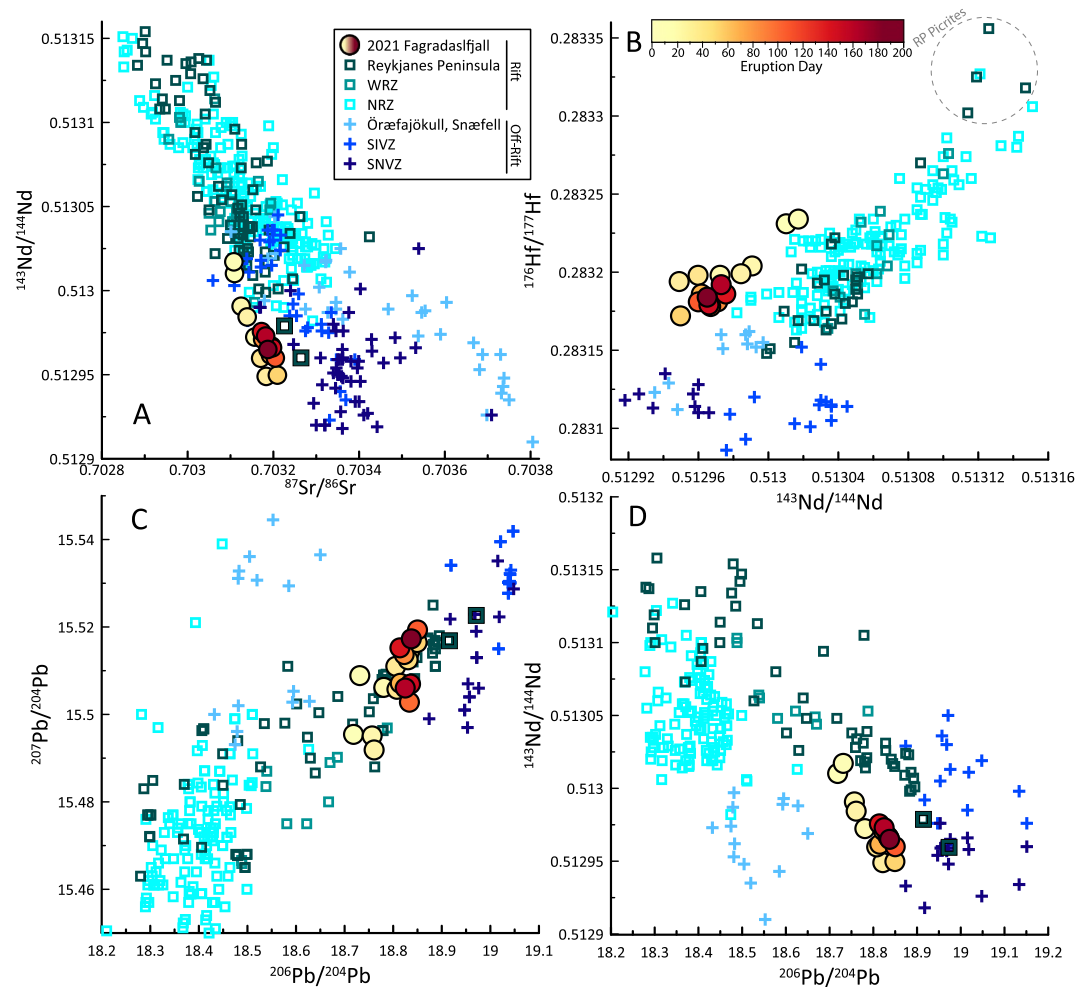 A
0.51315
0.5131
0.51305
0.513
0.51295
0.5129
¹⁴³Nd/¹⁴⁴Nd
0.7028
0.703
0.7032
0.7034
0.7036
0.7038
⁸⁷Sr/⁸⁶Sr
2021 Fagradaslfjall
Reykjanes Peninsula
WRZ
NRZ
Öræfajökull, Snæfell
SIVZ
SNVZ
Rift
Off-Rift
B
0 20 40 60 80 100 120 140 160 180 200
Eruption Day
RP Picrites
0.28335
0.2833
0.28325
0.2832
0.28315
0.2831
¹⁷⁶Hf/¹⁷⁷Hf
0.51292
0.51296
0.513
0.51304
0.51308
0.51312
0.51316
¹⁴³Nd/¹⁴⁴Nd
C
15.54
15.52
15.5
15.48
15.46
²⁰⁷Pb/²⁰⁴Pb
18.2 18.3 18.4 18.5 18.6 18.7 18.8 18.9 19 19.1
²⁰⁶Pb/²⁰⁴Pb
D
0.5132
0.51315
0.5131
0.51305
0.513
0.51295
0.5129
¹⁴³Nd/¹⁴⁴Nd
18.2 18.3 18.4 18.5 18.6 18.7 18.8 18.9 19 19.1 19.2
²⁰⁶Pb/²⁰⁴Pb